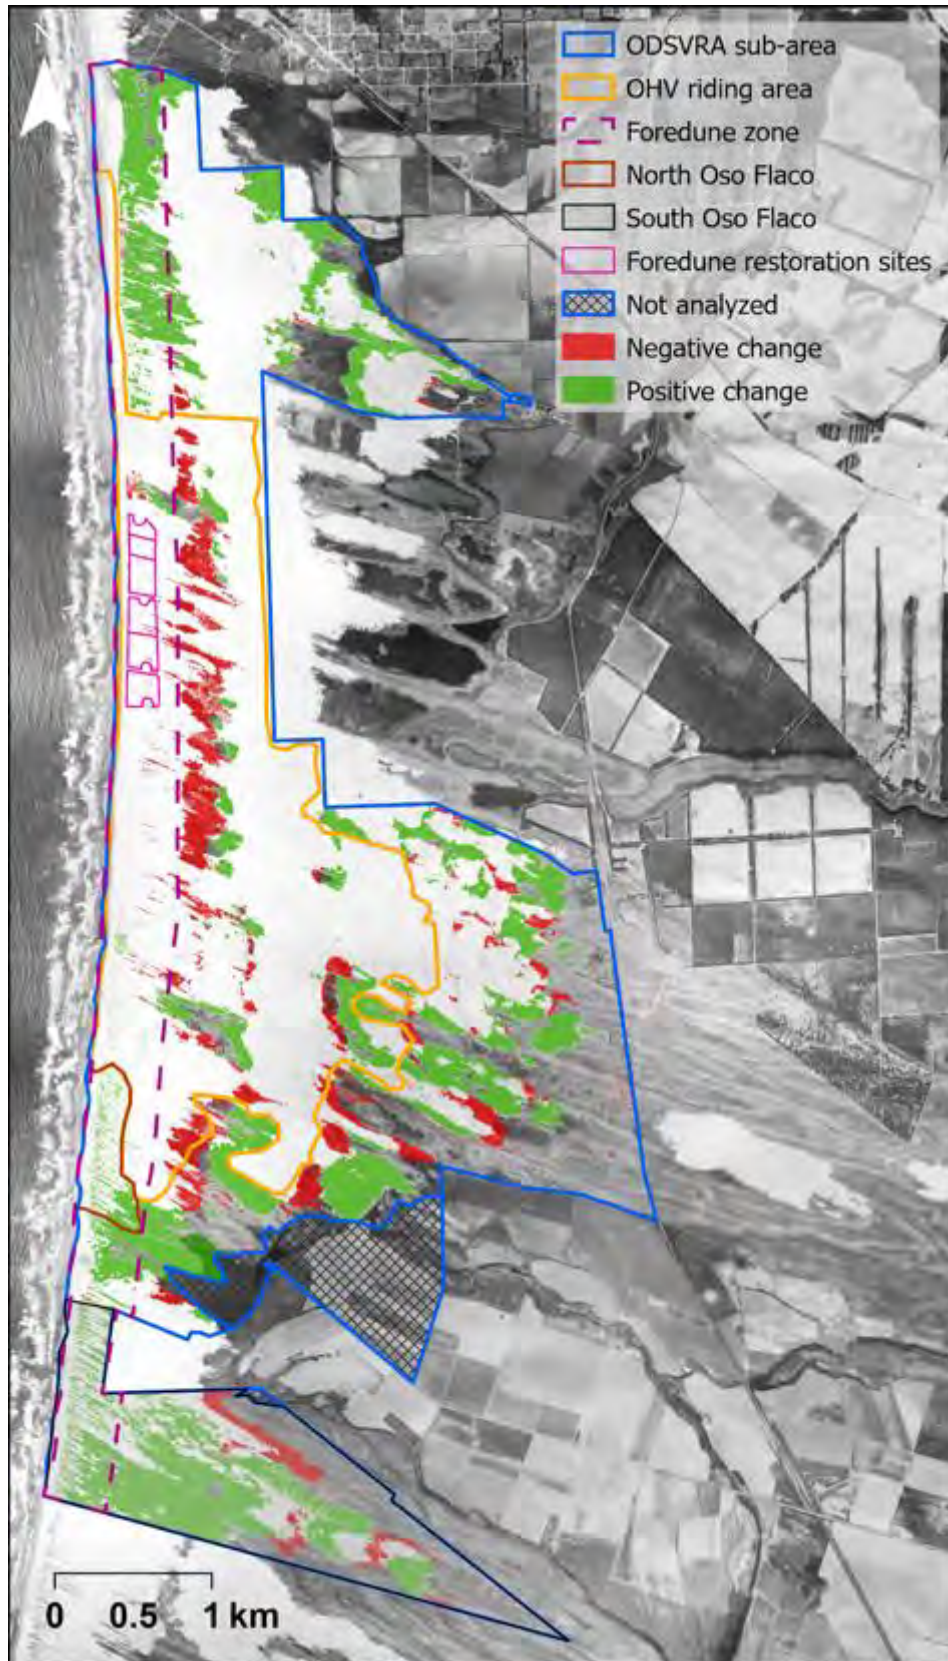 ODSVRA sub-area
OHV riding area
Foredune zone
North Oso Flaco
South Oso Flaco
Foredune restoration sites
Not analyzed
Negative change
Positive change
0 0.5 1 km